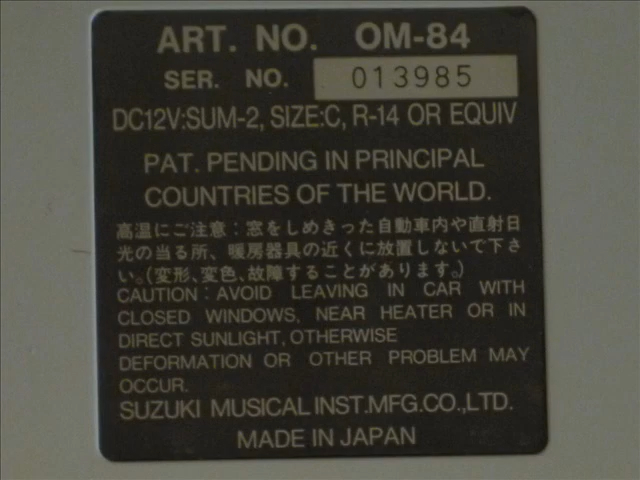 ART. NO. OM-84
SER. NO. 013985
DC12V:SUM-2, SIZE:C, R-14 OR EQUIV
PAT. PENDING IN PRINCIPAL
COUNTRIES OF THE WORLD.
高温にご注意：窓をしめきった自動車内や直射日
光の当る所、暖房器具の近くに放置しないで下さ
い。(変形、変色、故障することがあります。)
CAUTION : AVOID LEAVING IN CAR WITH
CLOSED WINDOWS, NEAR HEATER OR IN
DIRECT SUNLIGHT, OTHERWISE
DEFORMATION OR OTHER PROBLEM MAY
OCCUR.
SUZUKI MUSICAL INST.MFG.CO.,LTD.
MADE IN JAPAN